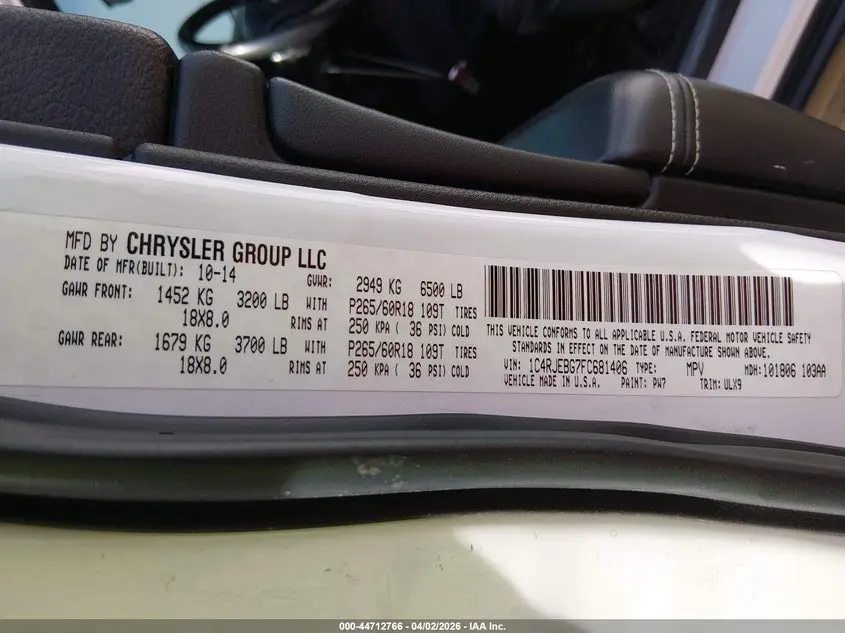 MFD BY CHRYSLER GROUP LLC
DATE OF MFR(BUILT): 10-14 GVWR: 2949 KG 6500 LB
GAWR FRONT: 1452 KG 3200 LB WITH P265/60R18 109T TIRES
18X8.0 RIMS AT 250 KPA ( 36 PSI) COLD
GAWR REAR: 1679 KG 3700 LB WITH P265/60R18 109T TIRES
18X8.0 RIMS AT 250 KPA ( 36 PSI) COLD
THIS VEHICLE CONFORMS TO ALL APPLICABLE U.S.A. FEDERAL MOTOR VEHICLE SAFETY
STANDARDS IN EFFECT ON THE DATE OF MANUFACTURE SHOWN ABOVE.
VIN: 1C4RJEBG7FC681406 TYPE: MPV MDH:101806 103AA
VEHICLE MADE IN U.S.A. PAINT: PW7 TRIM: ULX9
000-44712766 - 04/02/2026 - IAA Inc.